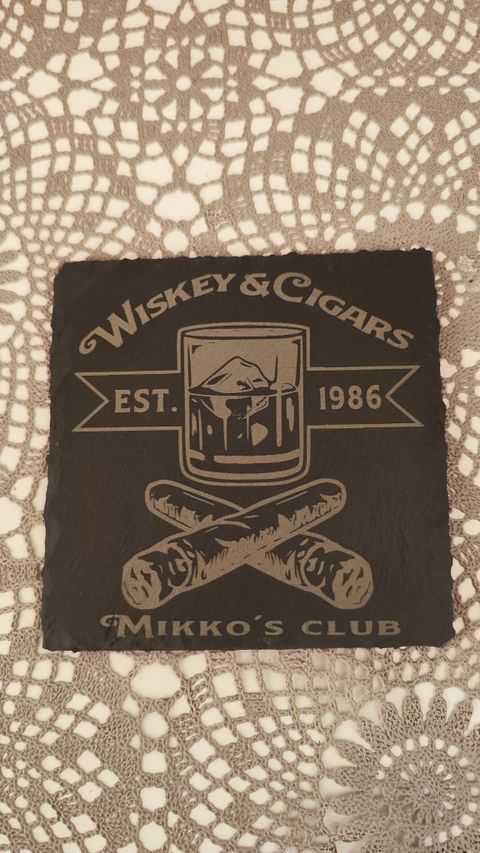 WISKEY & CIGARS
EST. 1986
MIKKO´S CLUB